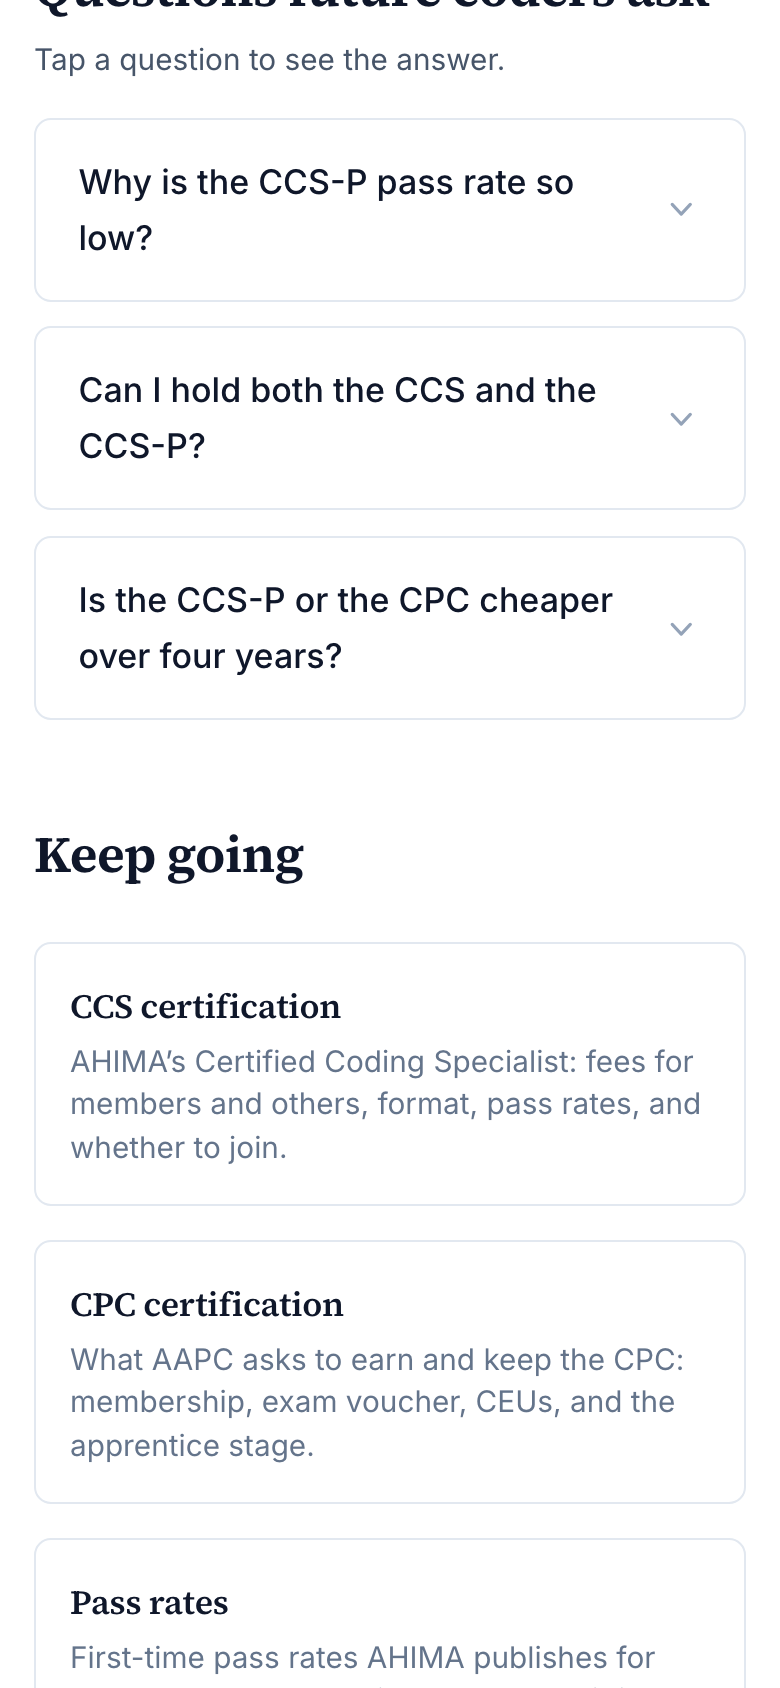 Questions future coders ask
Tap a question to see the answer.
Why is the CCS-P pass rate so
low?
Can I hold both the CCS and the
CCS-P?
Is the CCS-P or the CPC cheaper
over four years?
Keep going
CCS certification
AHIMA’s Certified Coding Specialist: fees for
members and others, format, pass rates, and
whether to join.
CPC certification
What AAPC asks to earn and keep the CPC:
membership, exam voucher, CEUs, and the
apprentice stage.
Pass rates
First-time pass rates AHIMA publishes for